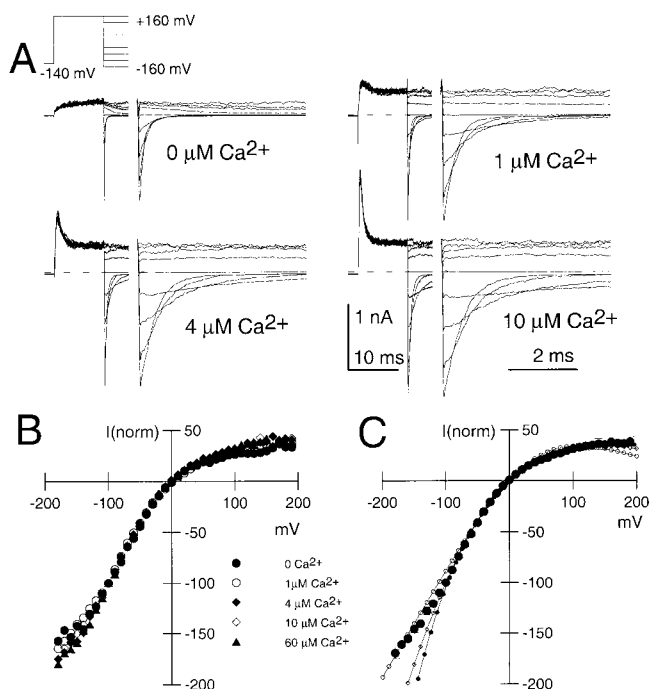 A
+160 mV
-140 mV
-160 mV
0 µM Ca2+
1 µM Ca2+
4 µM Ca2+
10 µM Ca2+
1 nA
10 ms
2 ms
B
I(norm)
50
-200
-100
100
200
mV
-50
-100
-150
-200
0 Ca2+
1µM Ca2+
4 µM Ca2+
10 µM Ca2+
60 µM Ca2+
C
I(norm)
50
-200
-100
100
200
mV
-50
-100
-150
-200